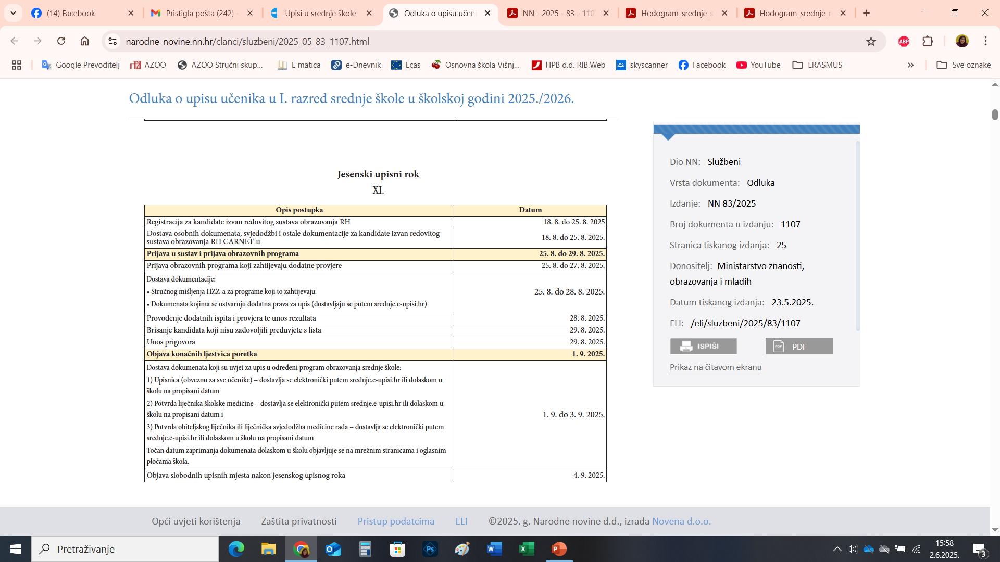 (14) Facebook
Pristigla pošta (242) -
Upisi u srednje škole
Odluka o upisu učen
NN - 2025 - 83 - 110
Hodogram_srednje_s
Hodogram_srednje_r
narodne-novine.nn.hr/clanci/sluzbeni/2025_05_83_1107.html
ABP
Google Prevoditelj
AZOO
AZOO Stručni skup...
E matica
e-Dnevnik
Ecas
Osnovna škola Višnj...
HPB d.d. RIB.Web
skyscanner
Facebook
YouTube
ERASMUS
Sve oznake
Odluka o upisu učenika u I. razred srednje škole u školskoj godini 2025./2026.
Jesenski upisni rok
XI.
Opis postupka Datum
Registracija za kandidate izvan redovitog sustava obrazovanja RH 18. 8. do 25. 8. 2025
Dostava osobnih dokumenata, svjedodžbi i ostale dokumentacije za kandidate izvan redovitog
sustava obrazovanja RH CARNET-u 18. 8. do 25. 8. 2025.
Prijava u sustav i prijava obrazovnih programa 25. 8. do 29. 8. 2025.
Prijava obrazovnih programa koji zahtijevaju dodatne provjere 25. 8. do 27. 8. 2025.
Dostava dokumentacije:
• Stručnog mišljenja HZZ-a za programe koji to zahtijevaju 25. 8. do 28. 8. 2025.
• Dokumenata kojima se ostvaruju dodatna prava za upis (dostavljaju se putem srednje.e-upisi.hr)
Provođenje dodatnih ispita i provjera te unos rezultata 28. 8. 2025.
Brisanje kandidata koji nisu zadovoljili preduvjete s lista 29. 8. 2025.
Unos prigovora 29. 8. 2025.
Objava konačnih ljestvica poretka 1. 9. 2025.
Dostava dokumenata koji su uvjet za upis u određeni program obrazovanja srednje škole:
1) Upisnica (obvezno za sve učenike) – dostavlja se elektronički putem srednje.e-upisi.hr ili dolaskom u
školu na propisani datum
2) Potvrda liječnika školske medicine – dostavlja se elektronički putem srednje.e-upisi.hr ili dolaskom u
školu na propisani datum i 1. 9. do 3. 9. 2025.
3) Potvrda obiteljskog liječnika ili liječnička svjedodžba medicine rada – dostavlja se elektronički putem
srednje.e-upisi.hr ili dolaskom u školu na propisani datum
Točan datum zaprimanja dokumenata dolaskom u školu objavljuje se na mrežnim stranicama i oglasnim
pločama škola.
Objava slobodnih upisnih mjesta nakon jesenskog upisnog roka 4. 9. 2025.
Dio NN: Službeni
Vrsta dokumenta: Odluka
Izdanje: NN 83/2025
Broj dokumenta u izdanju: 1107
Stranica tiskanog izdanja: 25
Donositelj: Ministarstvo znanosti,
obrazovanja i mladih
Datum tiskanog izdanja: 23.5.2025.
ELI: /eli/sluzbeni/2025/83/1107
ISPIŠI
PDF PDF
Prikaz na čitavom ekranu
Opći uvjeti korištenja Zaštita privatnosti Pristup podatcima ELI ©2025. g. Narodne novine d.d., izrada Novena d.o.o.
Pretraživanje
15:58
2.6.2025.
3